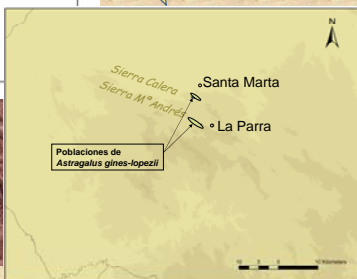 N
Sierra Calera
Santa Marta
Sierra Mª Andrés
La Parra
Poblaciones de
Astragalus gines-lopezii